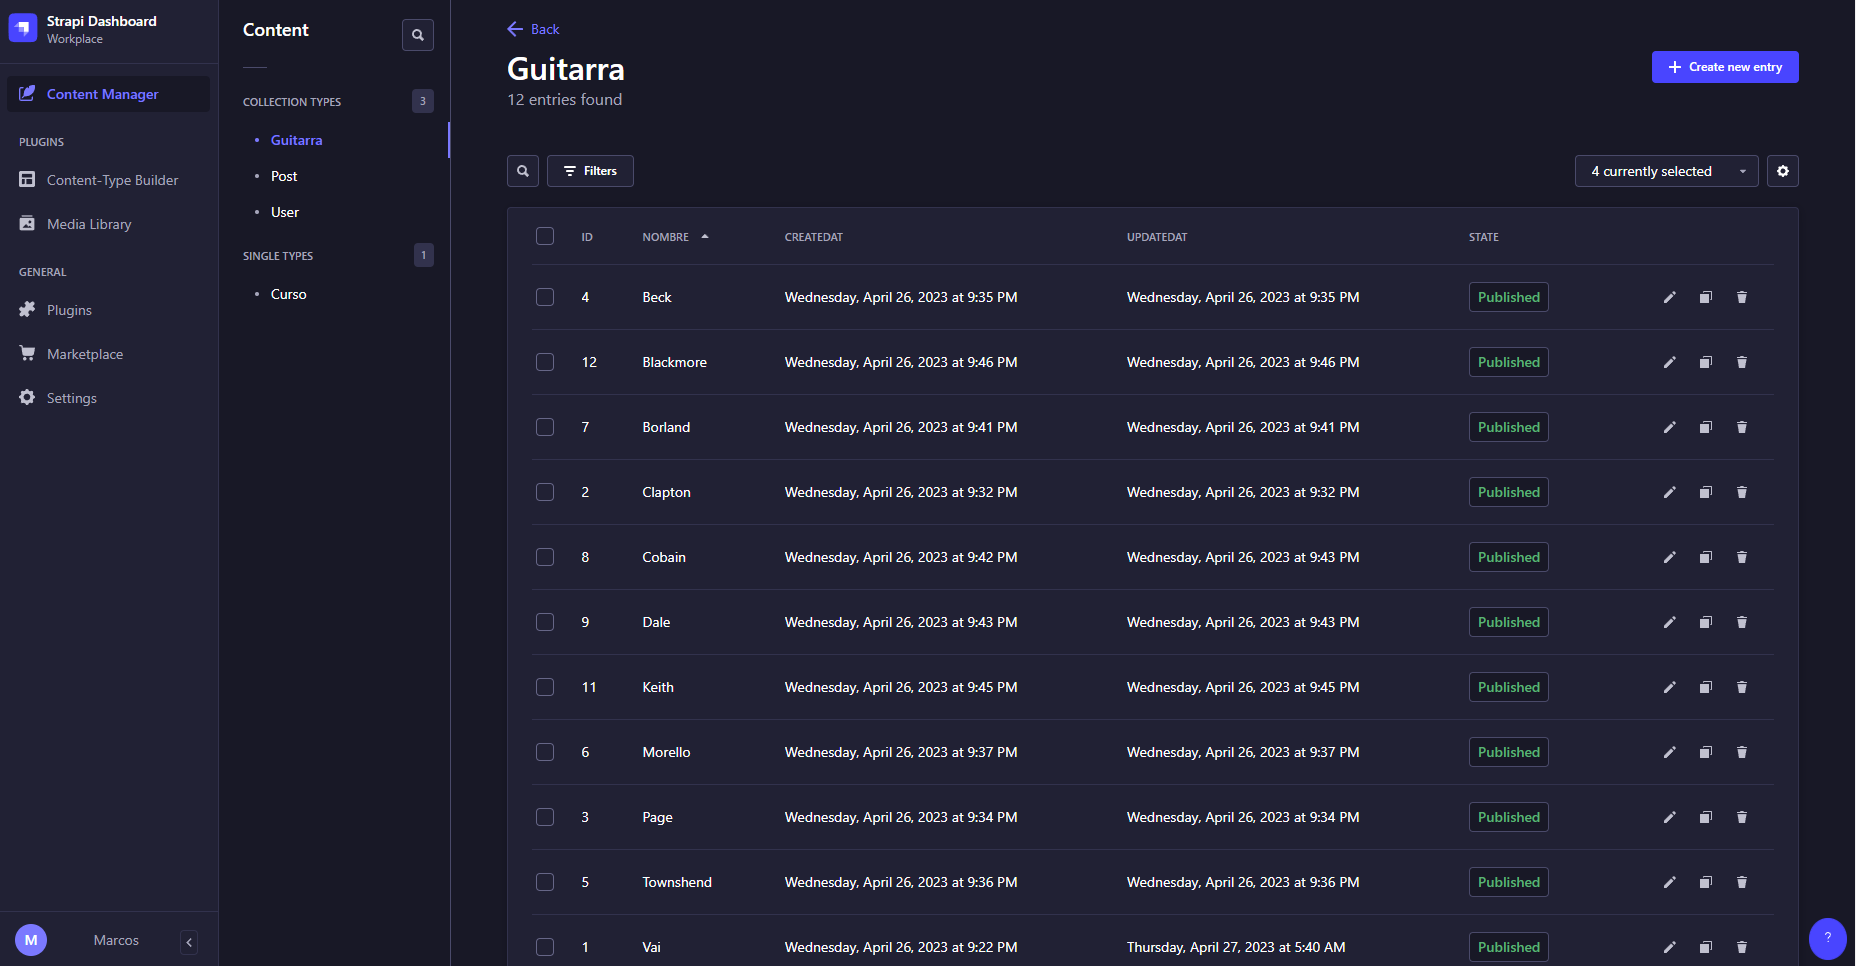 Strapi Dashboard
Workplace
Content Manager
PLUGINS
Content-Type Builder
Media Library
GENERAL
Plugins
Marketplace
Settings
M Marcos
Content
COLLECTION TYPES 3
Guitarra
Post
User
SINGLE TYPES 1
Curso
Back
Guitarra
12 entries found
Create new entry
Filters
4 currently selected
ID NOMBRE CREATEDAT UPDATEDAT STATE
4 Beck Wednesday, April 26, 2023 at 9:35 PM Wednesday, April 26, 2023 at 9:35 PM Published
12 Blackmore Wednesday, April 26, 2023 at 9:46 PM Wednesday, April 26, 2023 at 9:46 PM Published
7 Borland Wednesday, April 26, 2023 at 9:41 PM Wednesday, April 26, 2023 at 9:41 PM Published
2 Clapton Wednesday, April 26, 2023 at 9:32 PM Wednesday, April 26, 2023 at 9:32 PM Published
8 Cobain Wednesday, April 26, 2023 at 9:42 PM Wednesday, April 26, 2023 at 9:43 PM Published
9 Dale Wednesday, April 26, 2023 at 9:43 PM Wednesday, April 26, 2023 at 9:43 PM Published
11 Keith Wednesday, April 26, 2023 at 9:45 PM Wednesday, April 26, 2023 at 9:45 PM Published
6 Morello Wednesday, April 26, 2023 at 9:37 PM Wednesday, April 26, 2023 at 9:37 PM Published
3 Page Wednesday, April 26, 2023 at 9:34 PM Wednesday, April 26, 2023 at 9:34 PM Published
5 Townshend Wednesday, April 26, 2023 at 9:36 PM Wednesday, April 26, 2023 at 9:36 PM Published
1 Vai Wednesday, April 26, 2023 at 9:22 PM Thursday, April 27, 2023 at 5:40 AM Published
?